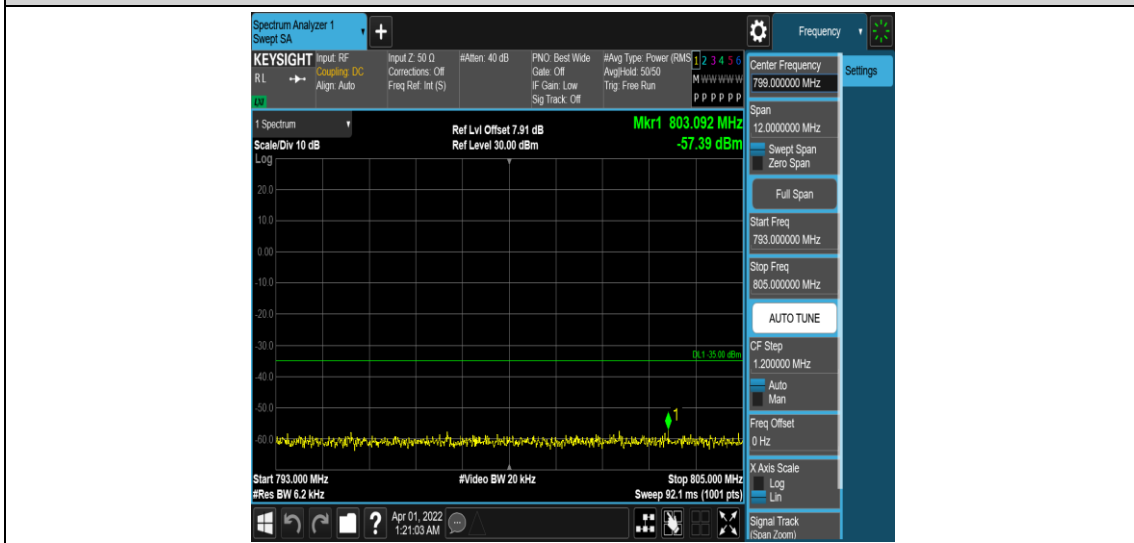 Spectrum Analyzer 1
Swept SA
+
Frequency
KEYSIGHT
RL
LXI
Input: RF
Coupling: DC
Align: Auto
Input Z: 50 Ω
Corrections: Off
Freq Ref: Int (S)
#Atten: 40 dB
PNO: Best Wide
Gate: Off
IF Gain: Low
Sig Track: Off
#Avg Type: Power (RMS
Avg|Hold: 50/50
Trig: Free Run
1 2 3 4 5 6
M W W W W W
P P P P P P
1 Spectrum
Scale/Div 10 dB
Log
Ref Lvl Offset 7.91 dB
Ref Level 30.00 dBm
Mkr1 803.092 MHz
-57.39 dBm
20.0
10.0
0.00
-10.0
-20.0
-30.0
DL1 -35.00 dBm
-40.0
-50.0
1
-60.0
Start 793.000 MHz
#Res BW 6.2 kHz
#Video BW 20 kHz
Stop 805.000 MHz
Sweep 92.1 ms (1001 pts)
Center Frequency
799.000000 MHz
Settings
Span
12.0000000 MHz
Swept Span
Zero Span
Full Span
Start Freq
793.000000 MHz
Stop Freq
805.000000 MHz
AUTO TUNE
CF Step
1.200000 MHz
Auto
Man
Freq Offset
0 Hz
X Axis Scale
Log
Lin
Signal Track
(Span Zoom)
?
Apr 01, 2022
1:21:03 AM